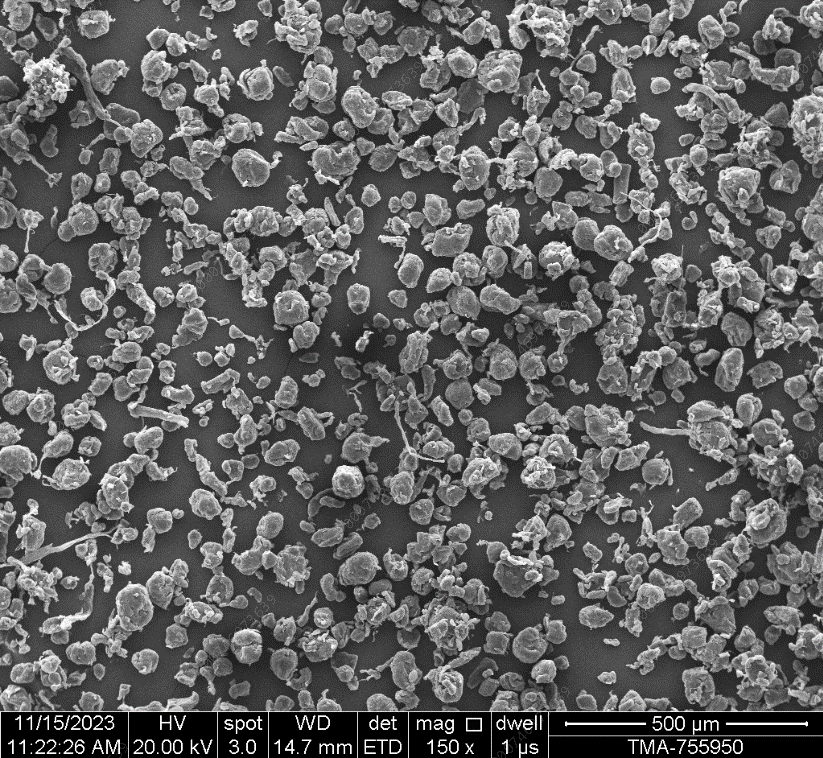 11/15/2023 HV spot WD det mag □ dwell 500 µm
11:22:26 AM 20.00 kV 3.0 14.7 mm ETD 150 x 1 µs TMA-755950